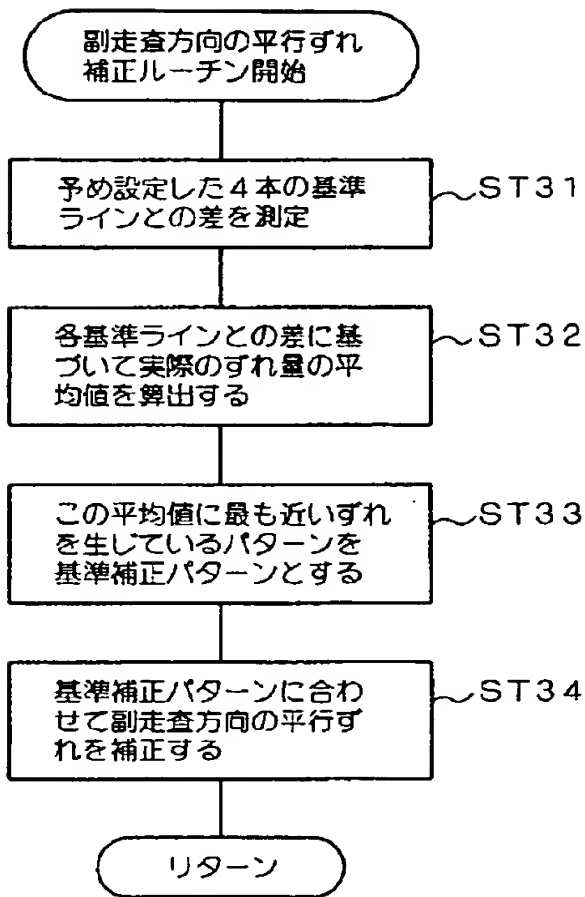 副走査方向の平行ずれ
補正ルーチン開始
予め設定した4本の基準
ラインとの差を測定
ST31
各基準ラインとの差に基
づいて実際のずれ量の平
均値を算出する
ST32
この平均値に最も近いずれ
を生じているパターンを
基準補正パターンとする
ST33
基準補正パターンに合わ
せて副走査方向の平行ず
れを補正する
ST34
リターン